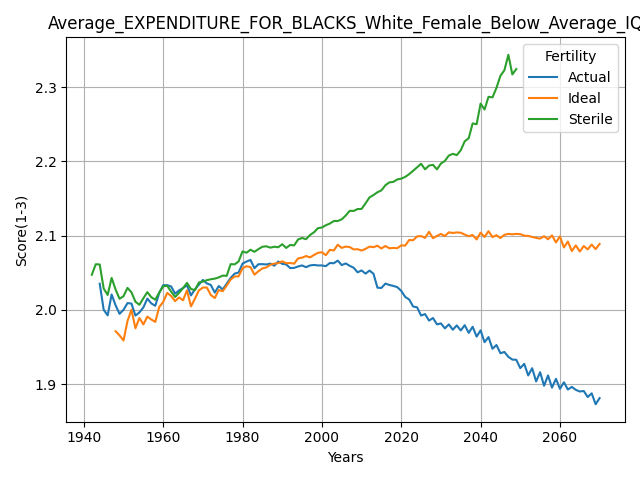 Average_EXPENDITURE_FOR_BLACKS_White_Female_Below_Average_IQ
Fertility
Actual
Ideal
Sterile
Score(1-3)
2.3
2.2
2.1
2.0
1.9
1940 1960 1980 2000 2020 2040 2060
Years